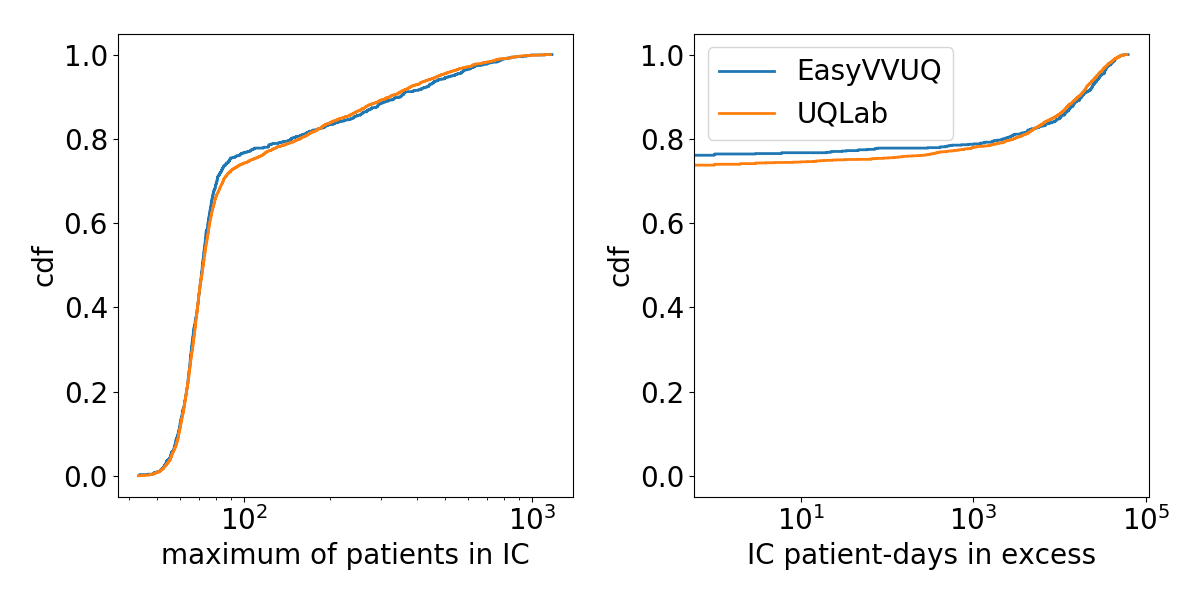 1.0
0.8
0.6
0.4
0.2
0.0
cdf
10²
10³
maximum of patients in IC
EasyVVUQ
UQLab
1.0
0.8
0.6
0.4
0.2
0.0
cdf
10¹
10³
10⁵
IC patient-days in excess